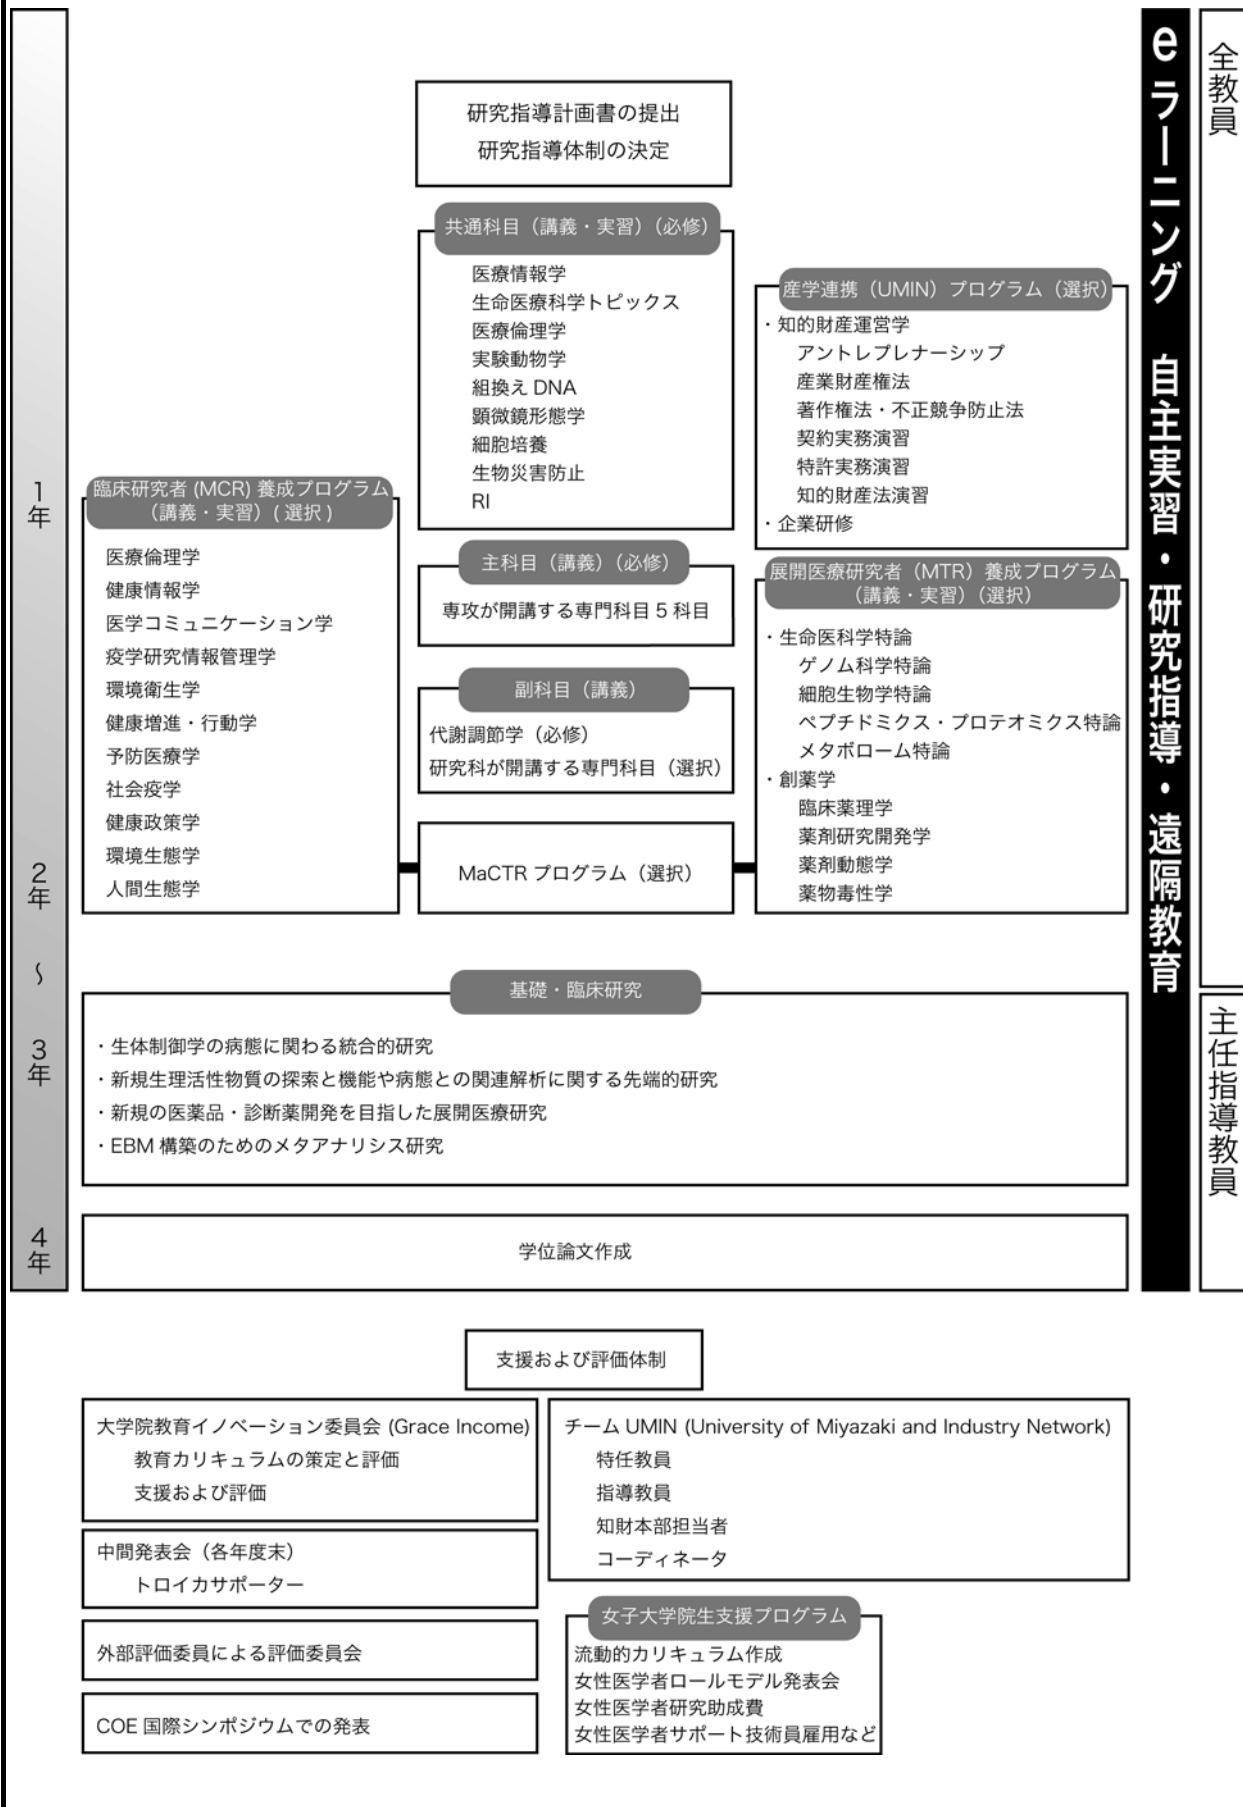 1年
2年
〜
3年
4年
研究指導計画書の提出
研究指導体制の決定
共通科目（講義・実習）（必修）
医療情報学
生命医療科学トピックス
医療倫理学
実験動物学
組換え DNA
顕微鏡形態学
細胞培養
生物災害防止
RI
産学連携（UMIN）プログラム（選択）
・知的財産運営学
アントレプレナーシップ
産業財産権法
著作権法・不正競争防止法
契約実務演習
特許実務演習
知的財産法演習
・企業研修
臨床研究者 (MCR) 養成プログラム
（講義・実習）( 選択 )
医療倫理学
健康情報学
医学コミュニケーション学
疫学研究情報管理学
環境衛生学
健康増進・行動学
予防医療学
社会疫学
健康政策学
環境生態学
人間生態学
主科目（講義）（必修）
専攻が開講する専門科目 5 科目
副科目（講義）
代謝調節学（必修）
研究科が開講する専門科目（選択）
MaCTR プログラム（選択）
展開医療研究者（MTR）養成プログラム
（講義・実習）（選択）
・生命医科学特論
ゲノム科学特論
細胞生物学特論
ペプチドミクス・プロテオミクス特論
メタボローム特論
・創薬学
臨床薬理学
薬剤研究開発学
薬剤動態学
薬物毒性学
基礎・臨床研究
・生体制御学の病態に関わる統合的研究
・新規生理活性物質の探索と機能や病態との関連解析に関する先端的研究
・新規の医薬品・診断薬開発を目指した展開医療研究
・EBM 構築のためのメタアナリシス研究
学位論文作成
e ラーニング 自主実習・研究指導・遠隔教育
全教員
主任指導教員
支援および評価体制
大学院教育イノベーション委員会 (Grace Income)
教育カリキュラムの策定と評価
支援および評価
中間発表会（各年度末）
トロイカサポーター
外部評価委員による評価委員会
COE 国際シンポジウムでの発表
チーム UMIN (University of Miyazaki and Industry Network)
特任教員
指導教員
知財本部担当者
コーディネータ
女子大学院生支援プログラム
流動的カリキュラム作成
女性医学者ロールモデル発表会
女性医学者研究助成費
女性医学者サポート技術員雇用など